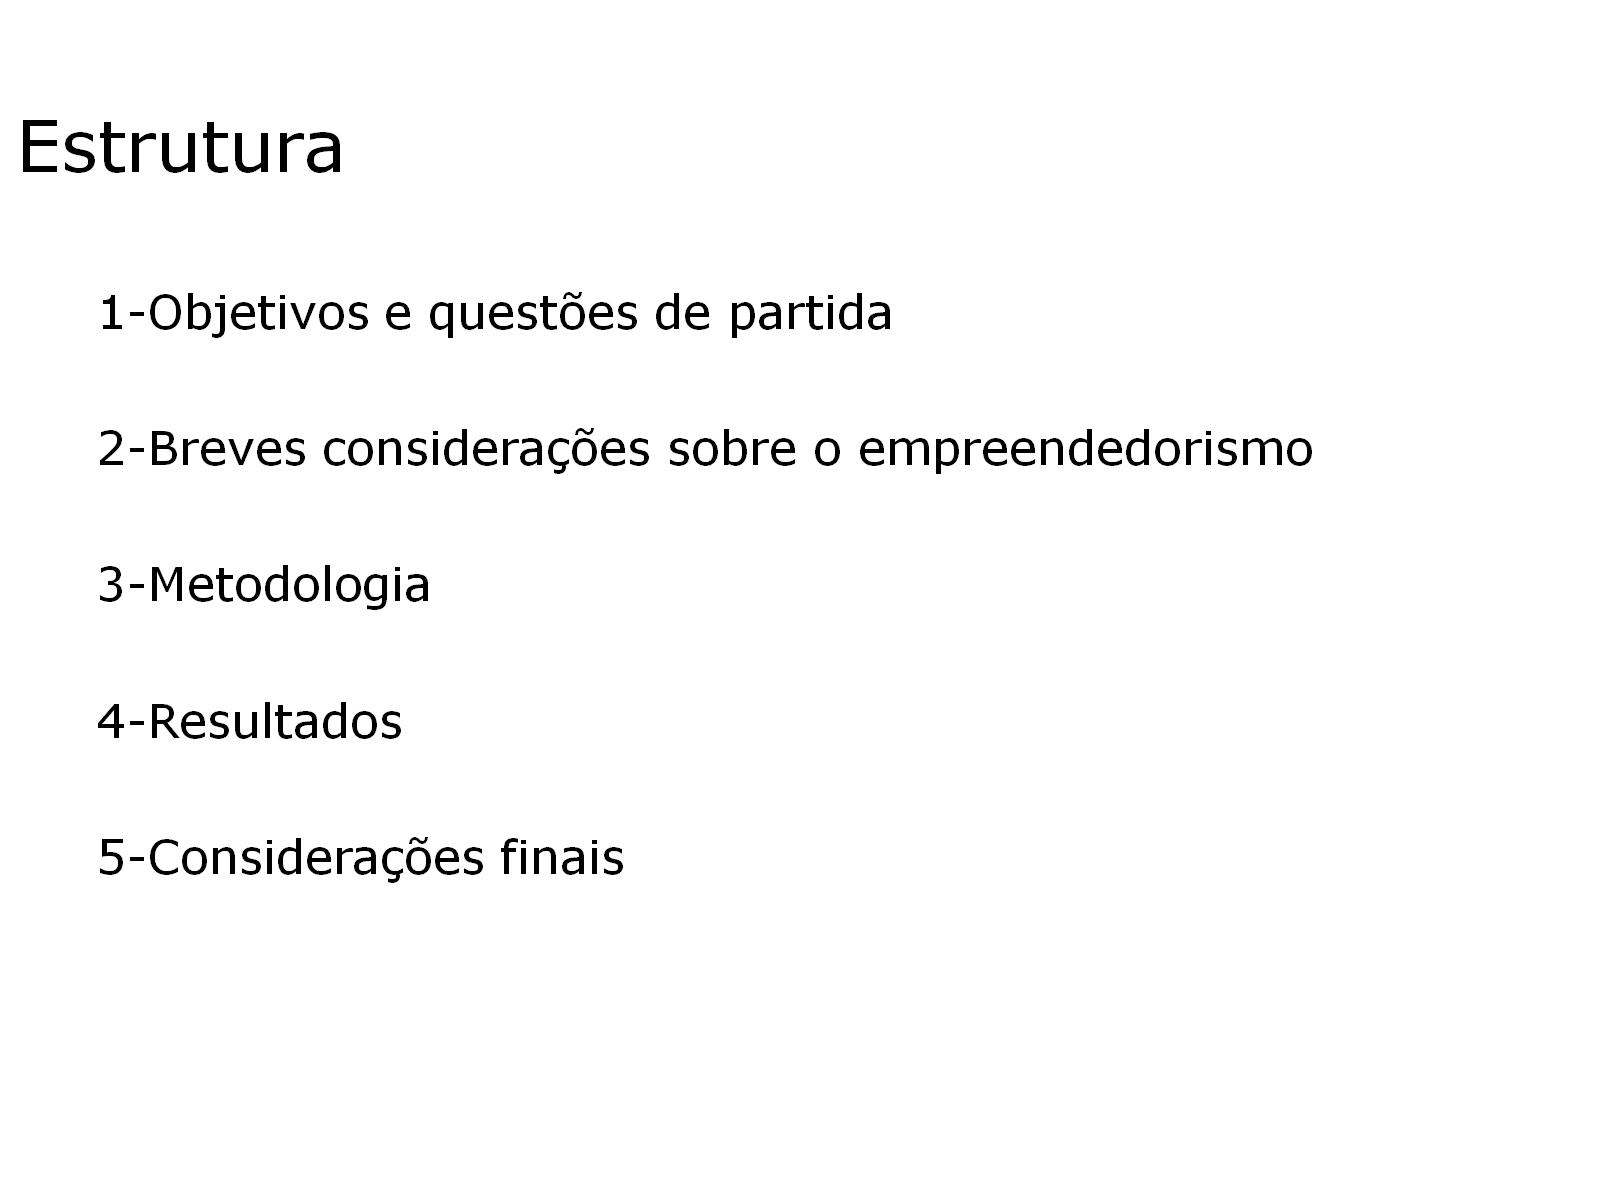 Estrutura
1-Objetivos e questões de partida
2-Breves considerações sobre o empreendedorismo
3-Metodologia
4-Resultados
5-Considerações finais